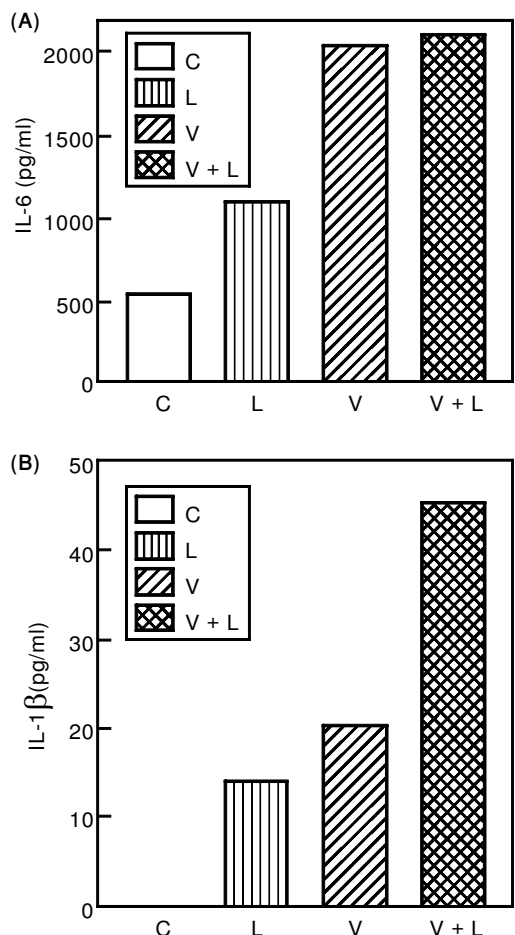 (A)
2000
1500
1000
500
0
IL-6 (pg/ml)
C
L
V
V + L
C L V V + L
(B)
50
40
30
20
10
0
IL-1β(pg/ml)
C
L
V
V + L
C L V V + L